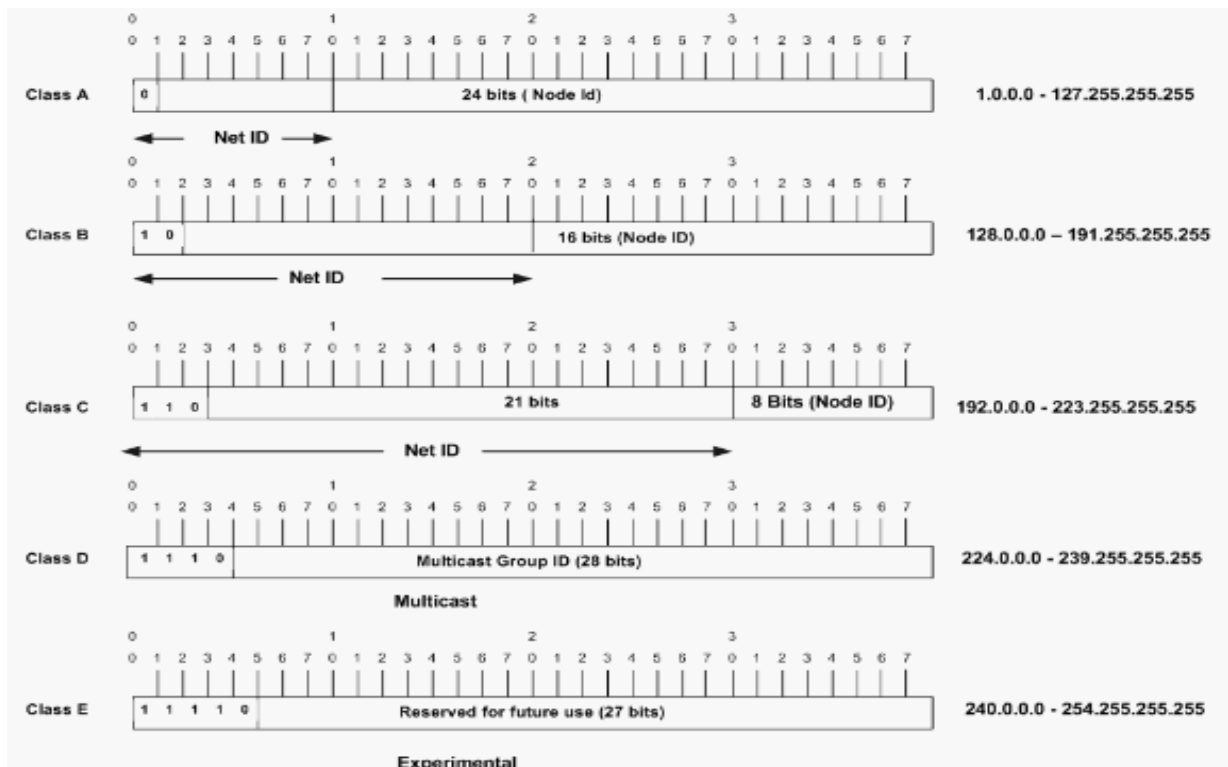 0 1 2 3
0 1 2 3 4 5 6 7 0 1 2 3 4 5 6 7 0 1 2 3 4 5 6 7 0 1 2 3 4 5 6 7
Class A 0 24 bits ( Node Id) 1.0.0.0 - 127.255.255.255
Net ID
0 1 2 3
0 1 2 3 4 5 6 7 0 1 2 3 4 5 6 7 0 1 2 3 4 5 6 7 0 1 2 3 4 5 6 7
Class B 1 0 16 bits (Node ID) 128.0.0.0 – 191.255.255.255
Net ID
0 1 2 3
0 1 2 3 4 5 6 7 0 1 2 3 4 5 6 7 0 1 2 3 4 5 6 7 0 1 2 3 4 5 6 7
Class C 1 1 0 21 bits 8 Bits (Node ID) 192.0.0.0 - 223.255.255.255
Net ID
0 1 2 3
0 1 2 3 4 5 6 7 0 1 2 3 4 5 6 7 0 1 2 3 4 5 6 7 0 1 2 3 4 5 6 7
Class D 1 1 1 0 Multicast Group ID (28 bits) 224.0.0.0 - 239.255.255.255
Multicast
0 1 2 3
0 1 2 3 4 5 6 7 0 1 2 3 4 5 6 7 0 1 2 3 4 5 6 7 0 1 2 3 4 5 6 7
Class E 1 1 1 1 0 Reserved for future use (27 bits) 240.0.0.0 - 254.255.255.255
Experimental